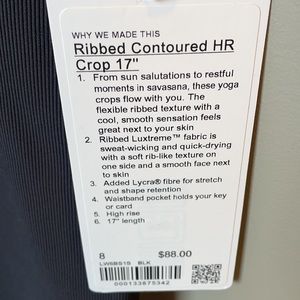 WHY WE MADE THIS
Ribbed Contoured HR
Crop 17"
1. From sun salutations to restful
moments in savasana, these yoga
crops flow with you. The
flexible ribbed texture with a
cool, smooth sensation feels
great next to your skin
2. Ribbed Luxtreme™ fabric is
sweat-wicking and quick-drying
with a soft rib-like texture on
one side and a smooth face next
to skin
3. Added Lycra® fibre for stretch
and shape retention
4. Waistband pocket holds your key
or card
5. High rise
6. 17" length
8 $88.00
LW6BS1S BLK
000133675342